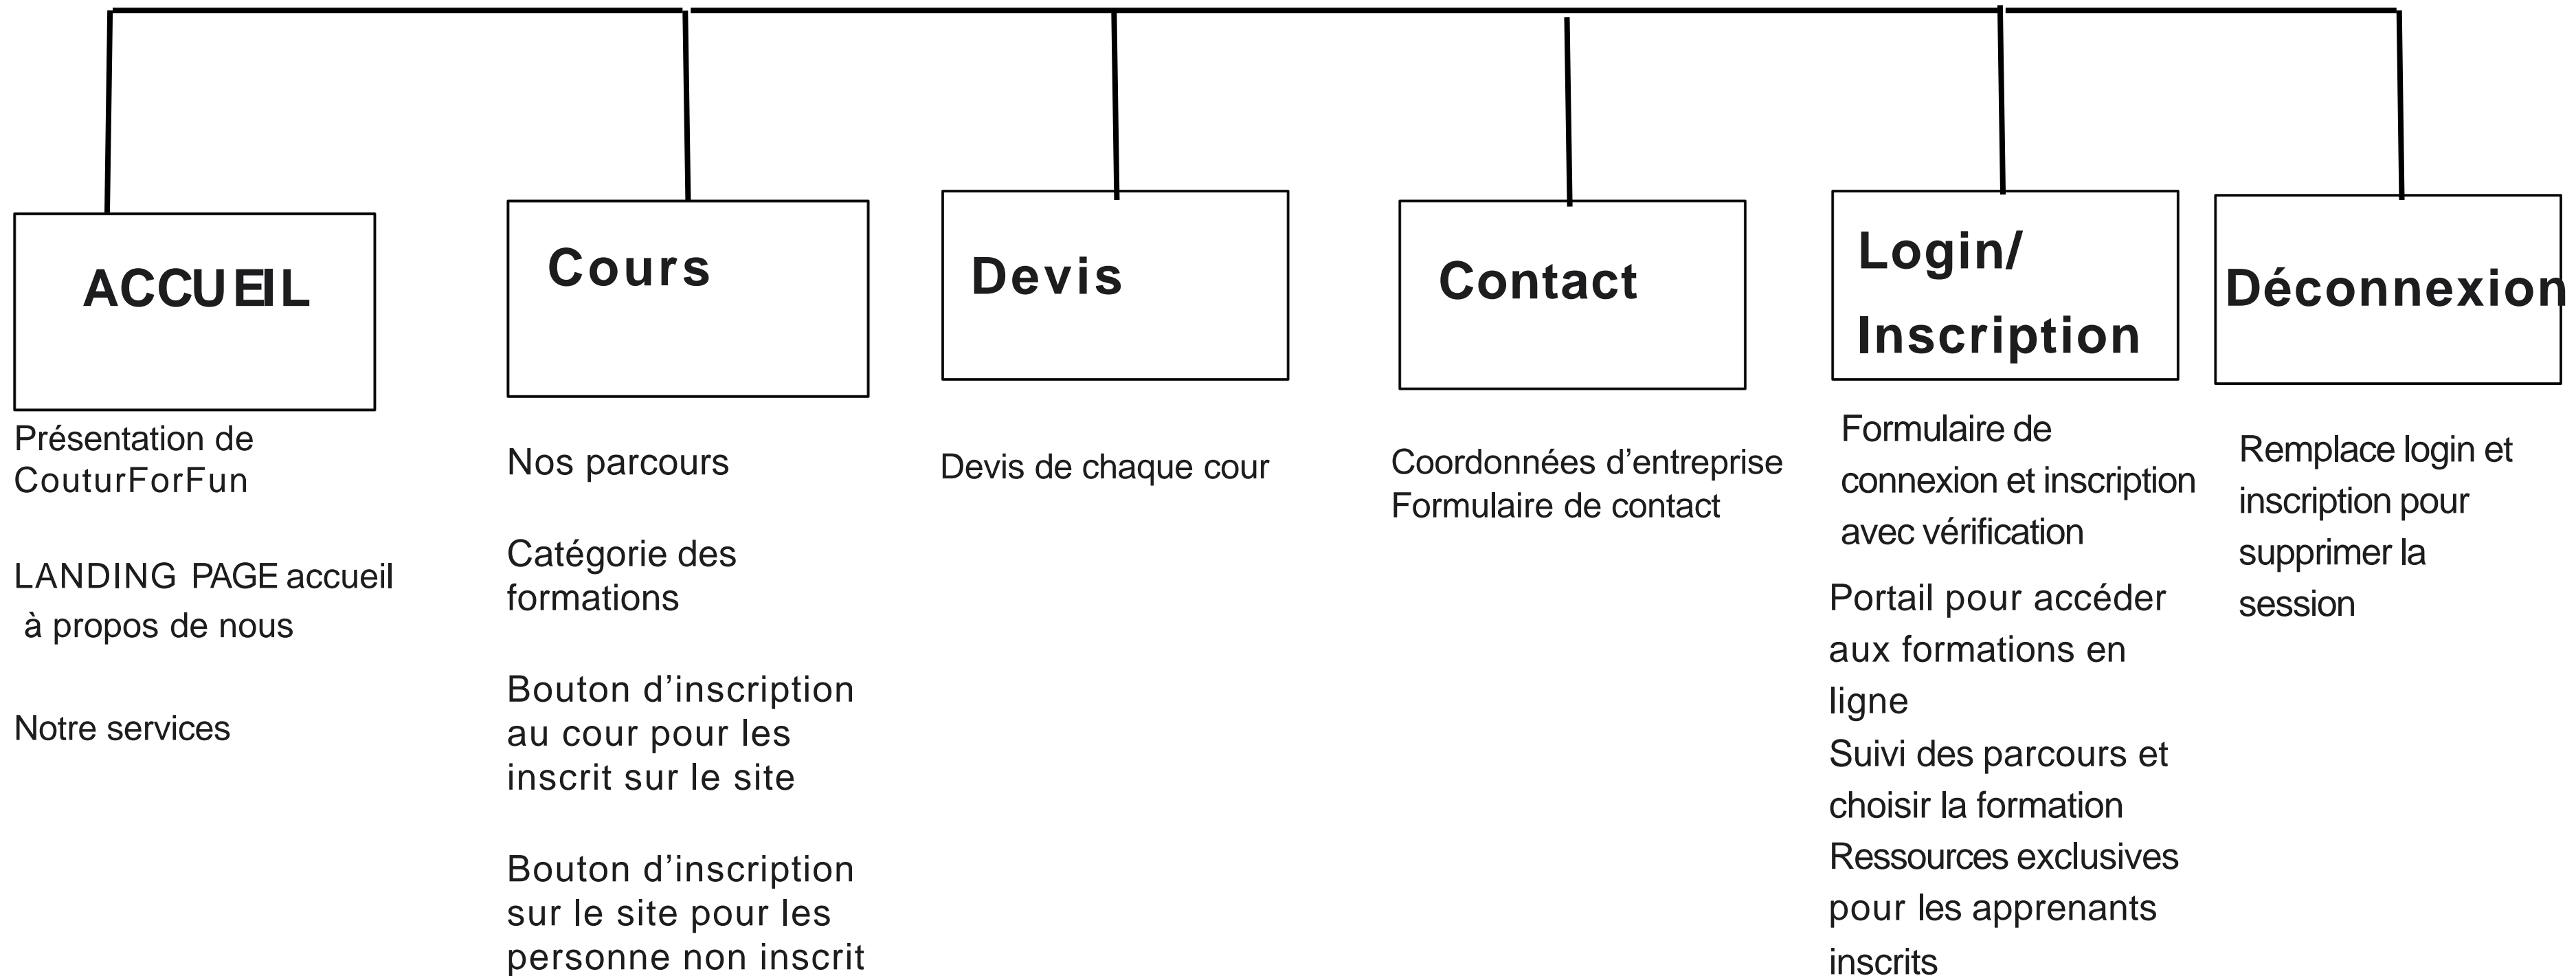 ACCUEIL
Présentation de
CouturForFun
LANDING PAGE accueil
à propos de nous
Notre services
Cours
Nos parcours
Catégorie des
formations
Bouton d’inscription
au cour pour les
inscrit sur le site
Bouton d’inscription
sur le site pour les
personne non inscrit
Devis
Devis de chaque cour
Contact
Coordonnées d’entreprise
Formulaire de contact
Login/
Inscription
Formulaire de
connexion et inscription
avec vérification
Portail pour accéder
aux formations en
ligne
Suivi des parcours et
choisir la formation
Ressources exclusives
pour les apprenants
inscrits
Déconnexion
Remplace login et
inscription pour
supprimer la
session